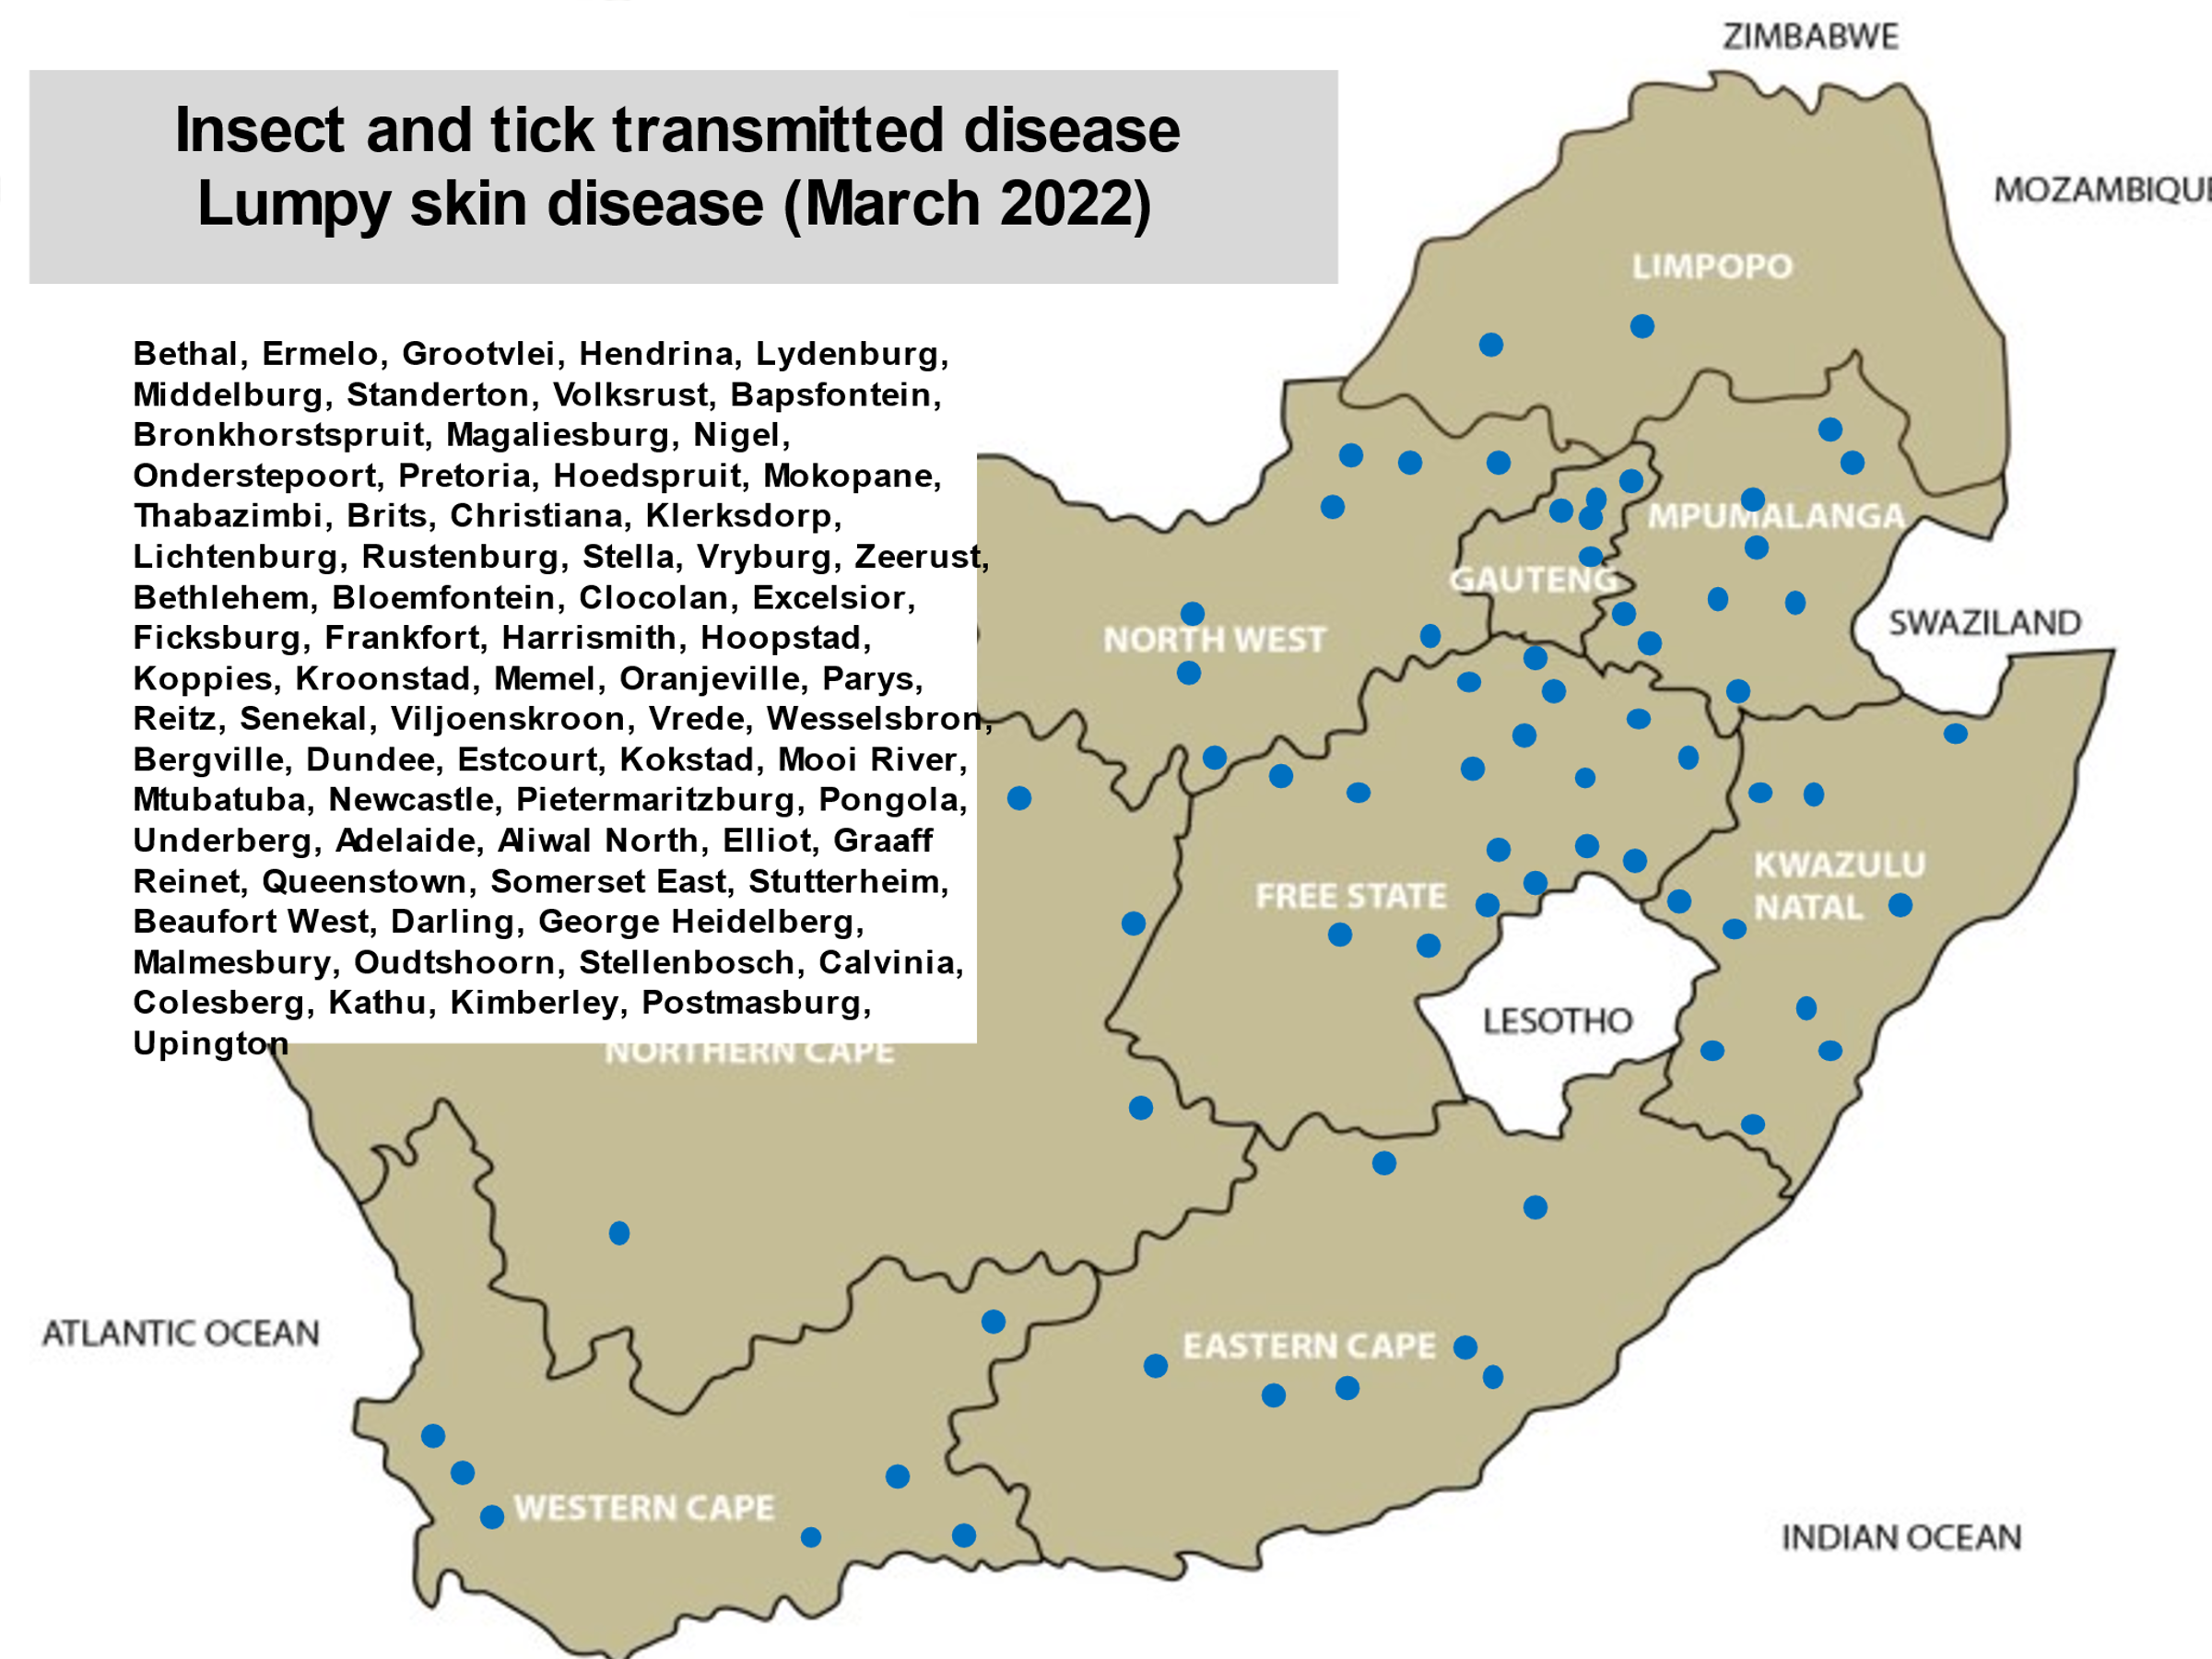 ZIMBABWE
Insect and tick transmitted disease
Lumpy skin disease (March 2022)
MOZAMBIQUE
LIMPOPO
Bethal, Ermelo, Grootvlei, Hendrina, Lydenburg,
Middelburg, Standerton, Volksrust, Bapsfontein,
Bronkhorstspruit, Magaliesburg, Nigel,
Onderstepoort, Pretoria, Hoedspruit, Mokopane,
Thabazimbi, Brits, Christiana, Klerksdorp,
Lichtenburg, Rustenburg, Stella, Vryburg, Zeerust,
Bethlehem, Bloemfontein, Clocolan, Excelsior,
Ficksburg, Frankfort, Harrismith, Hoopstad,
Koppies, Kroonstad, Memel, Oranjeville, Parys,
Reitz, Senekal, Viljoenskroon, Vrede, Wesselsbron,
Bergville, Dundee, Estcourt, Kokstad, Mooi River,
Mtubatuba, Newcastle, Pietermaritzburg, Pongola,
Underberg, Adelaide, Aliwal North, Elliot, Graaff
Reinet, Queenstown, Somerset East, Stutterheim,
Beaufort West, Darling, George Heidelberg,
Malmesbury, Oudtshoorn, Stellenbosch, Calvinia,
Colesberg, Kathu, Kimberley, Postmasburg,
Upington
MPUMALANGA
GAUTENG
SWAZILAND
NORTH WEST
KWAZULU
NATAL
FREE STATE
LESOTHO
NORTHERN CAPE
ATLANTIC OCEAN
EASTERN CAPE
WESTERN CAPE
INDIAN OCEAN